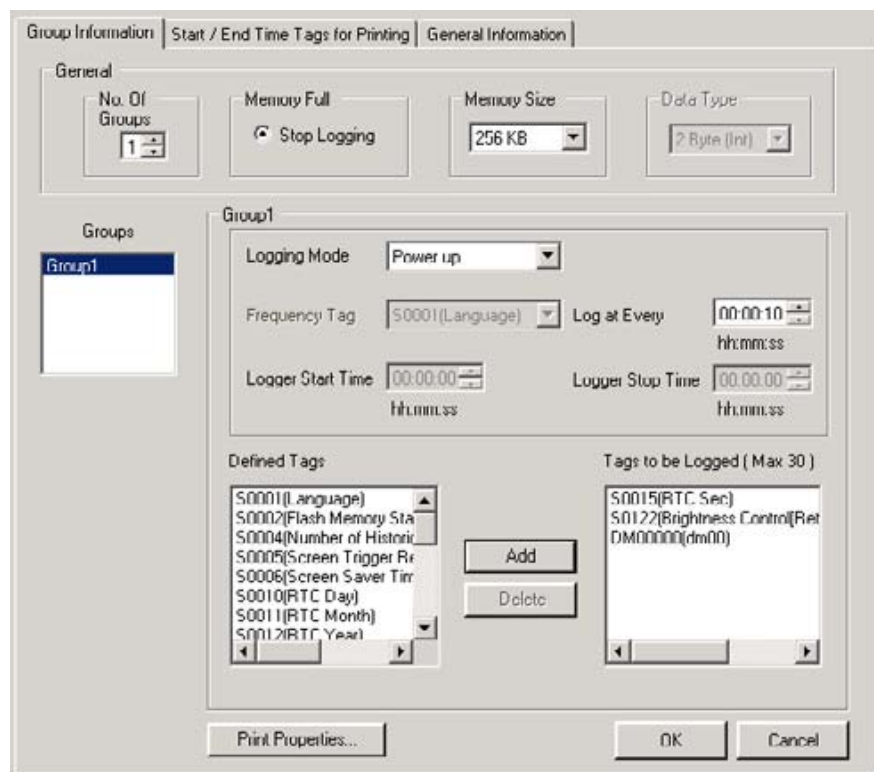 Group Information Start / End Time Tags for Printing General Information
General
No. Of Groups
1
Memory Full
Stop Logging
Memory Size
256 KB
Data Type
2 Byte (Int)
Groups
Group1
Group1
Logging Mode Power up
Frequency Tag S0001(Language) Log at Every 00:00:10
hh:mm:ss
Logger Start Time 00:00:00 Logger Stop Time 00:00:00
hh:mm:ss hh:mm:ss
Defined Tags
S0001(Language)
S0002(Flash Memory Sta
S0004(Number of Historic
S0005(Screen Trigger Re
S0006(Screen Saver Tim
S0010(RTC Day)
S0011(RTC Month)
S0012(RTC Year)
Add
Delete
Tags to be Logged ( Max 30 )
S0015(RTC Sec)
S0122(Brightness Control(Ret
DM00000(dm00)
Print Properties... OK Cancel